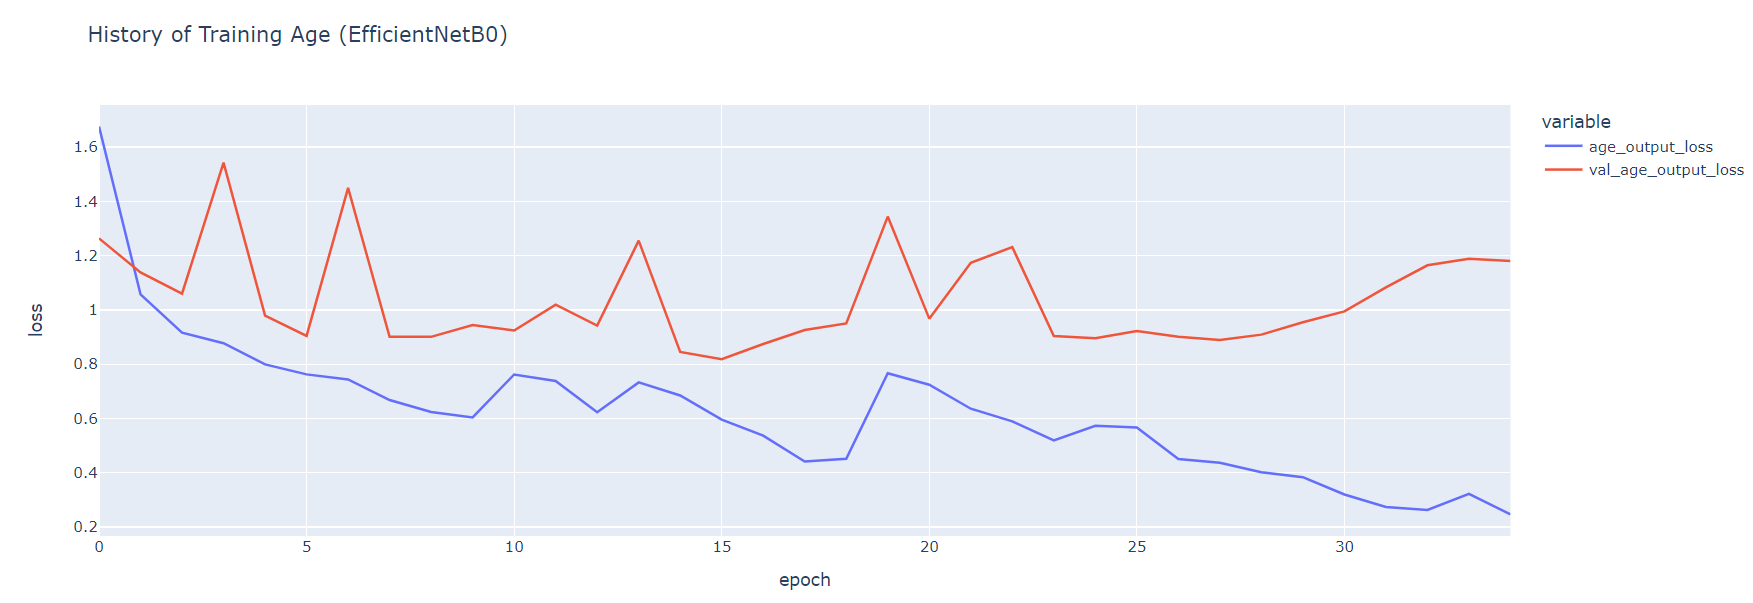 History of Training Age (EfficientNetB0)
variable
age_output_loss
val_age_output_loss
loss
1.6
1.4
1.2
1
0.8
0.6
0.4
0.2
0
5
10
15
20
25
30
epoch